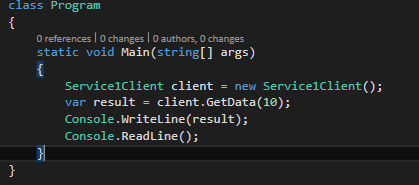 class Program
{
0 references | 0 changes | 0 authors, 0 changes
static void Main(string[] args)
{
Service1Client client = new Service1Client();
var result = client.GetData(10);
Console.WriteLine(result);
Console.ReadLine();
}
}